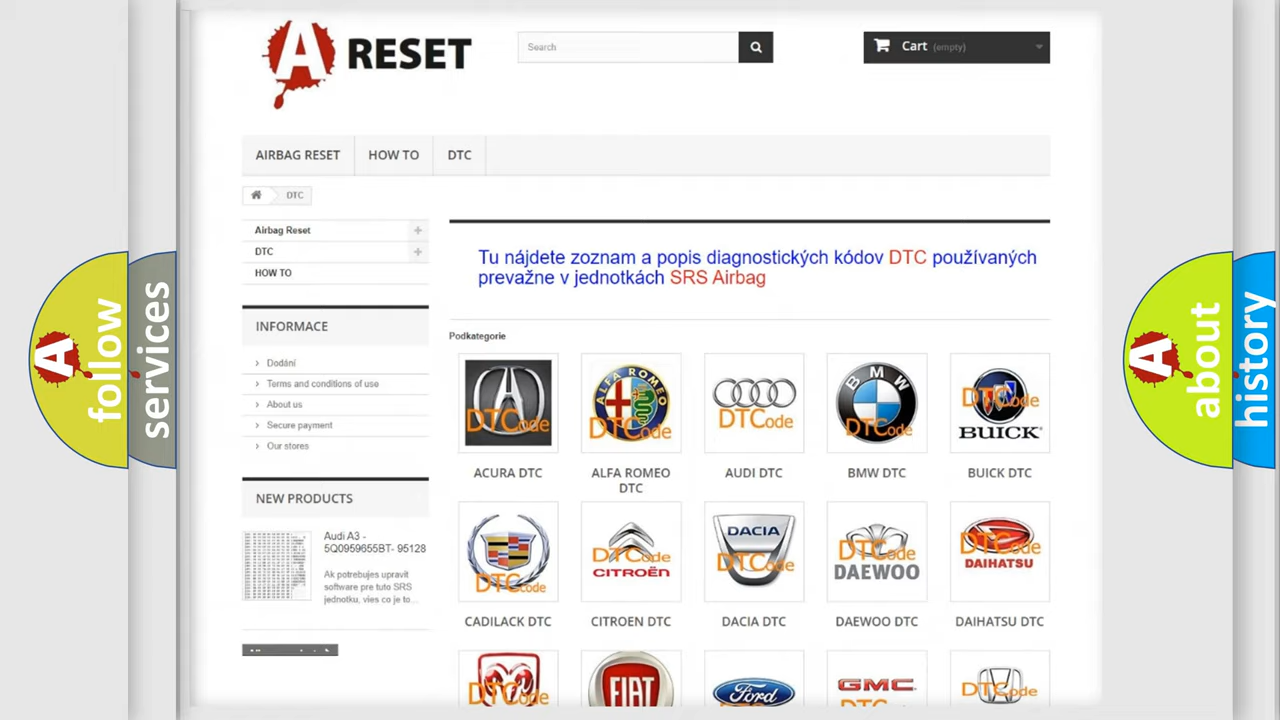 A RESET
Search
Cart (empty)
AIRBAG RESET
HOW TO
DTC
DTC
Airbag Reset
DTC
HOW TO
Tu nájdete zoznam a popis diagnostických kódov DTC používaných
prevažne v jednotkách SRS Airbag
INFORMACE
Dodání
Terms and conditions of use
About us
Secure payment
Our stores
Podkategorie
DTCode
ALFA ROMEO
DTCode
DTCode
BMW
DTCode
DTCode
BUICK
ACURA DTC
ALFA ROMEO
DTC
AUDI DTC
BMW DTC
BUICK DTC
NEW PRODUCTS
Audi A3 -
5Q0959655BT- 95128
Ak potrebujes upravit
software pre tuto SRS
jednotku, vies co je to...
DTCode
DTCode
CITROËN
DACIA
DTCode
DTCode
DAEWOO
DTCode
DAIHATSU
CADILACK DTC
CITROEN DTC
DACIA DTC
DAEWOO DTC
DAIHATSU DTC
DTCode
FIAT
Ford
GMC
DTCode
A follow
services
A about
history